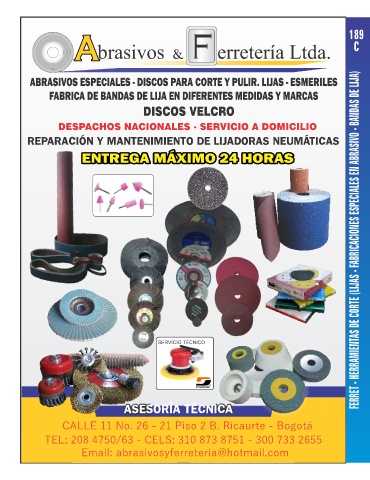 Abrasivos & Ferretería Ltda.
ABRASIVOS ESPECIALES - DISCOS PARA CORTE Y PULIR. LIJAS - ESMERILES
FABRICA DE BANDAS DE LIJA EN DIFERENTES MEDIDAS Y MARCAS
DISCOS VELCRO
DESPACHOS NACIONALES - SERVICIO A DOMICILIO
REPARACIÓN Y MANTENIMIENTO DE LIJADORAS NEUMÁTICAS
ENTREGA MÁXIMO 24 HORAS
SERVICIO TÉCNICO
ASESORIA TÉCNICA
CALLE 11 No. 26 - 21 Piso 2 B. Ricaurte - Bogotá
TEL: 208 4750/63 - CELS: 310 873 8751 - 300 733 2655
Email: abrasivosyferreteria@hotmail.com
189
C
FERRET - HERRAMIENTAS DE CORTE (LIJAS - FABRICACIONES ESPECIALES EN ABRASIVO - BANDAS DE LIJA)